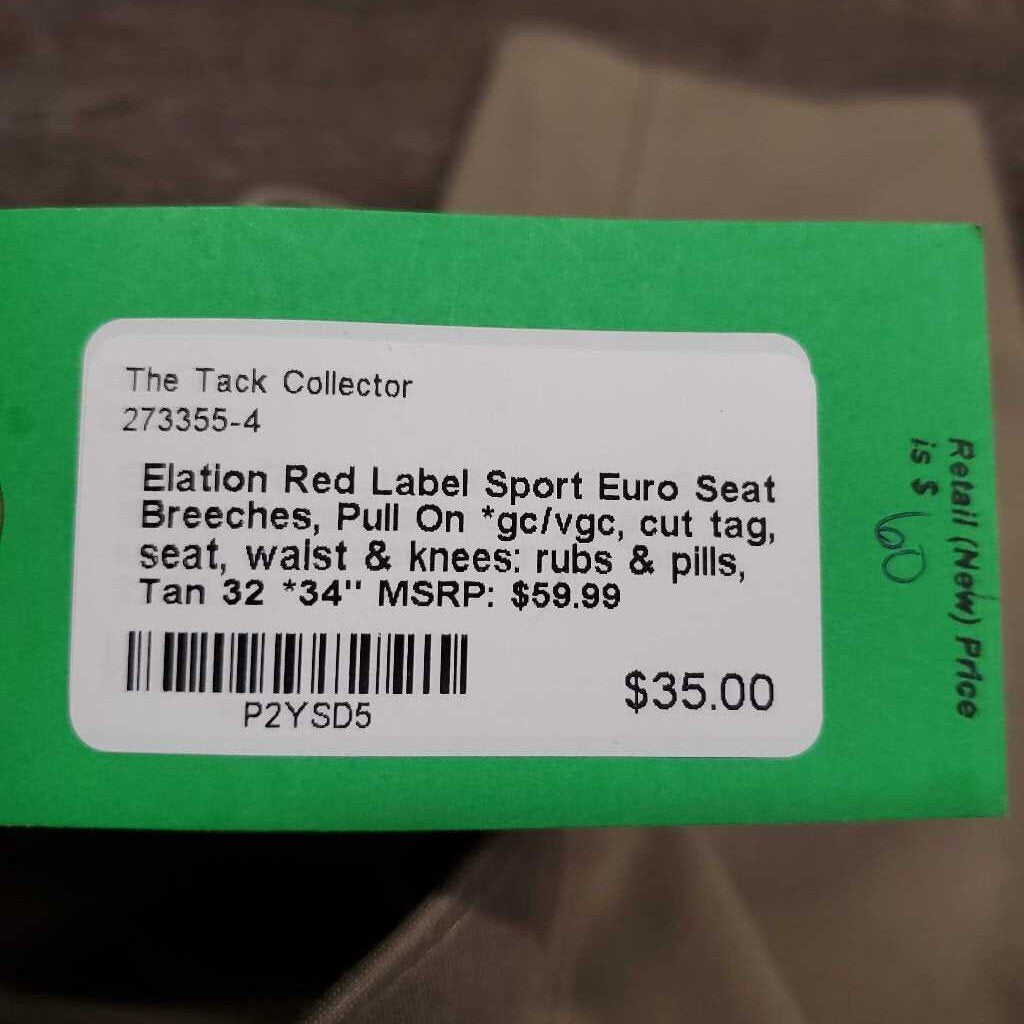 The Tack Collector
273355-4
Elation Red Label Sport Euro Seat
Breeches, Pull On *gc/vgc, cut tag,
seat, waist & knees: rubs & pills,
Tan 32 *34" MSRP: $59.99
P2YSD5
$35.00
Retail (New) Price
is $ 60